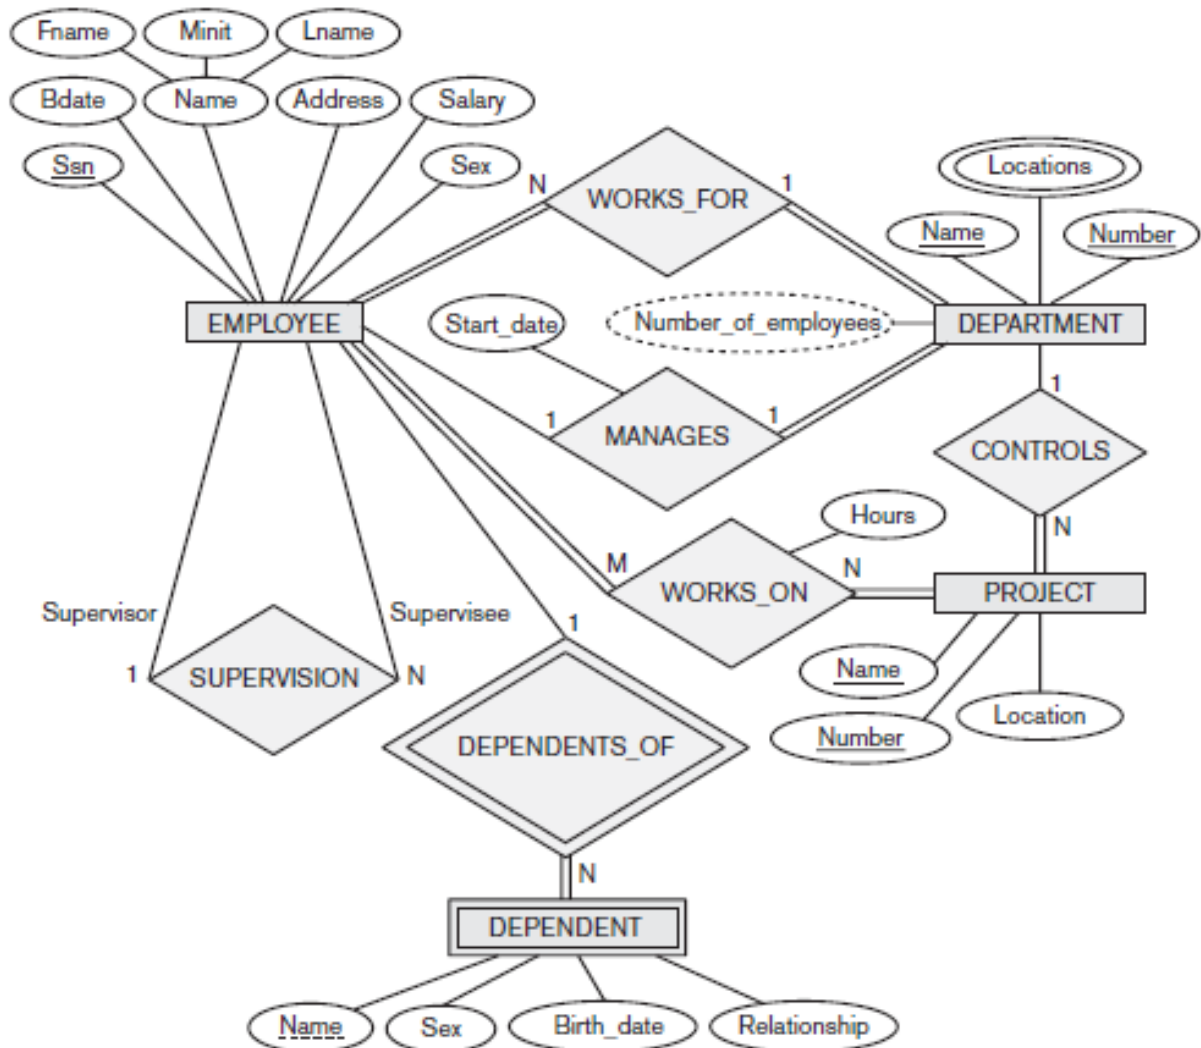 Fname Minit Lname
Bdate Name Address Salary
Ssn Sex
N WORKS_FOR 1
Locations
Name Number
EMPLOYEE Start_date Number_of_employees DEPARTMENT
1 MANAGES 1
1
CONTROLS
N
Hours
M WORKS_ON N PROJECT
Supervisor Supervisee
1 SUPERVISION N
1
Name
Number Location
DEPENDENTS_OF
N
DEPENDENT
Name Sex Birth_date Relationship